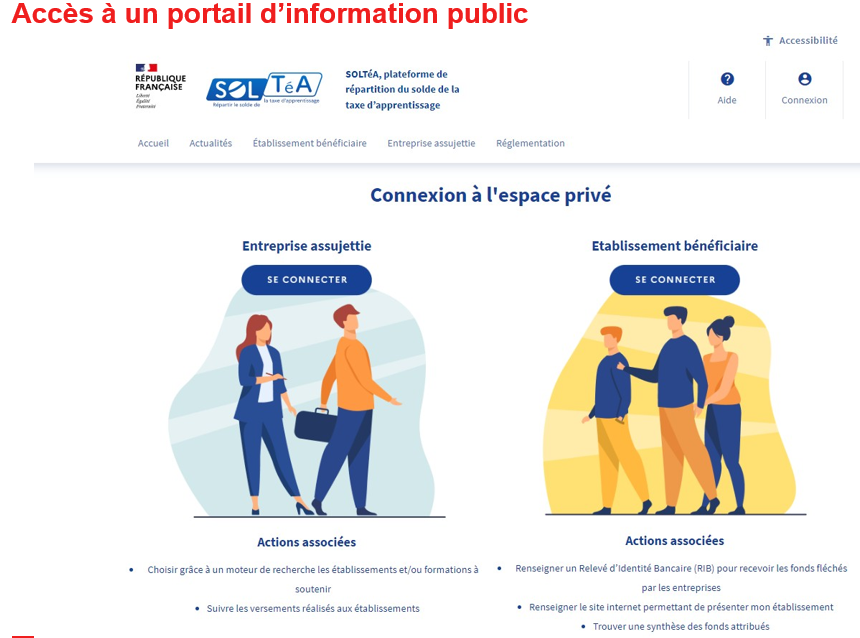 Accès à un portail d’information public
Accessibilité
RÉPUBLIQUE
FRANÇAISE
Liberté
Égalité
Fraternité
SOLTéA
Répartir le solde de la taxe d'apprentissage
SOLTéA, plateforme de
répartition du solde de la
taxe d’apprentissage
Aide
Connexion
Accueil Actualités Établissement bénéficiaire Entreprise assujettie Réglementation
Connexion à l'espace privé
Entreprise assujettie
SE CONNECTER
Actions associées
• Choisir grâce à un moteur de recherche les établissements et/ou formations à
soutenir
• Suivre les versements réalisés aux établissements
Etablissement bénéficiaire
SE CONNECTER
Actions associées
• Renseigner un Relevé d’Identité Bancaire (RIB) pour recevoir les fonds fléchés
par les entreprises
• Renseigner le site internet permettant de présenter mon établissement
• Trouver une synthèse des fonds attribués